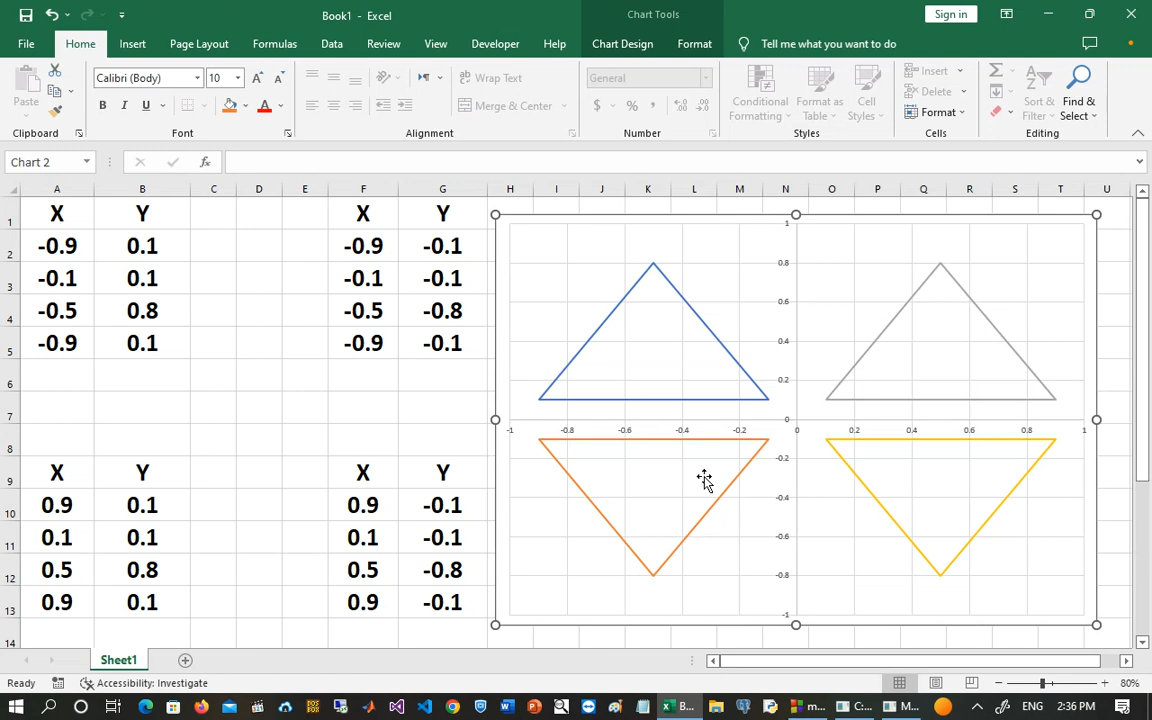 Book1 - Excel
Chart Tools
Sign in
File Home Insert Page Layout Formulas Data Review View Developer Help Chart Design Format Tell me what you want to do
Paste
Calibri (Body) 10
B I U A
Wrap Text
Merge & Center
General
$ % ,
Conditional Formatting
Format as Table
Cell Styles
Insert
Delete
Format
Sort & Filter
Find & Select
Clipboard Font Alignment Number Styles Cells Editing
Chart 2 fx
A B C D E F G H I J K L M N O P Q R S T U
1 X Y X Y
2 -0.9 0.1 -0.9 -0.1
3 -0.1 0.1 -0.1 -0.1
4 -0.5 0.8 -0.5 -0.8
5 -0.9 0.1 -0.9 -0.1
6
7
8
9 X Y X Y
10 0.9 0.1 0.9 -0.1
11 0.1 0.1 0.1 -0.1
12 0.5 0.8 0.5 -0.8
13 0.9 0.1 0.9 -0.1
14
1
0.8
0.6
0.4
0.2
0
-1 -0.8 -0.6 -0.4 -0.2 0 0.2 0.4 0.6 0.8 1
-0.2
-0.4
-0.6
-0.8
-1
Sheet1
Ready Accessibility: Investigate 80%
B... m... C:... M... ENG 2:36 PM